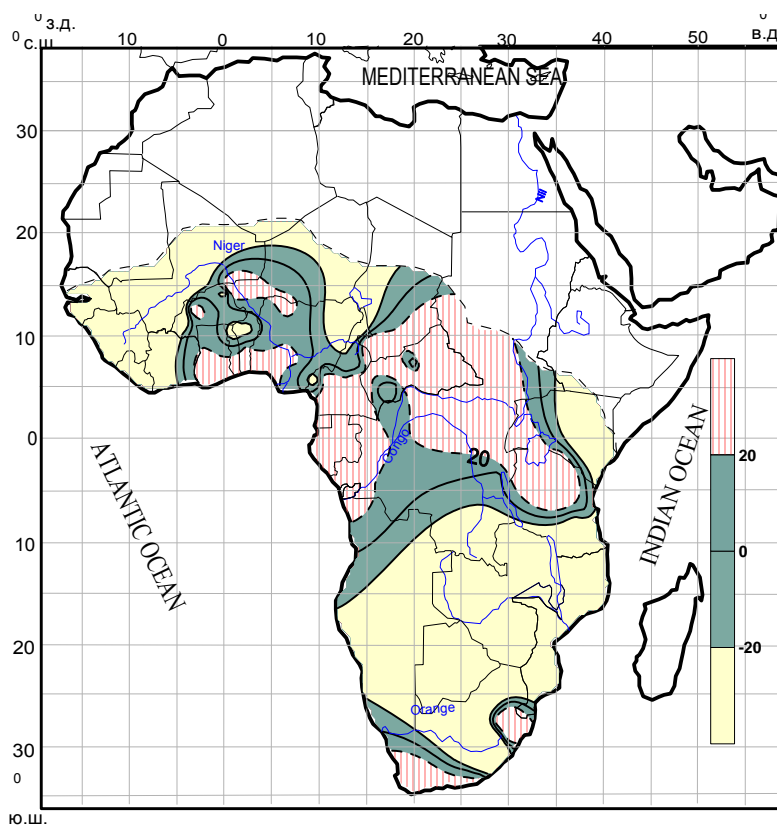 ⁰ з.д.
⁰
⁰ с.ш
в.д
10
0
10
20
30
40
50
MEDITERRANEAN SEA
30
Nil
20
Niger
10
0
Congo
20
ATLANTIC OCEAN
INDIAN OCEAN
20
0
10
-20
20
Orange
30
⁰
ю.ш.